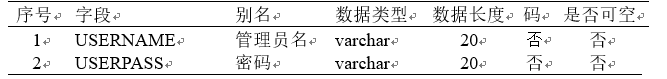 序号 字段 别名 数据类型 数据长度 码 是否可空
1 USERNAME 管理员名 varchar 20 否 否
2 USERPASS 密码 varchar 20 否 否